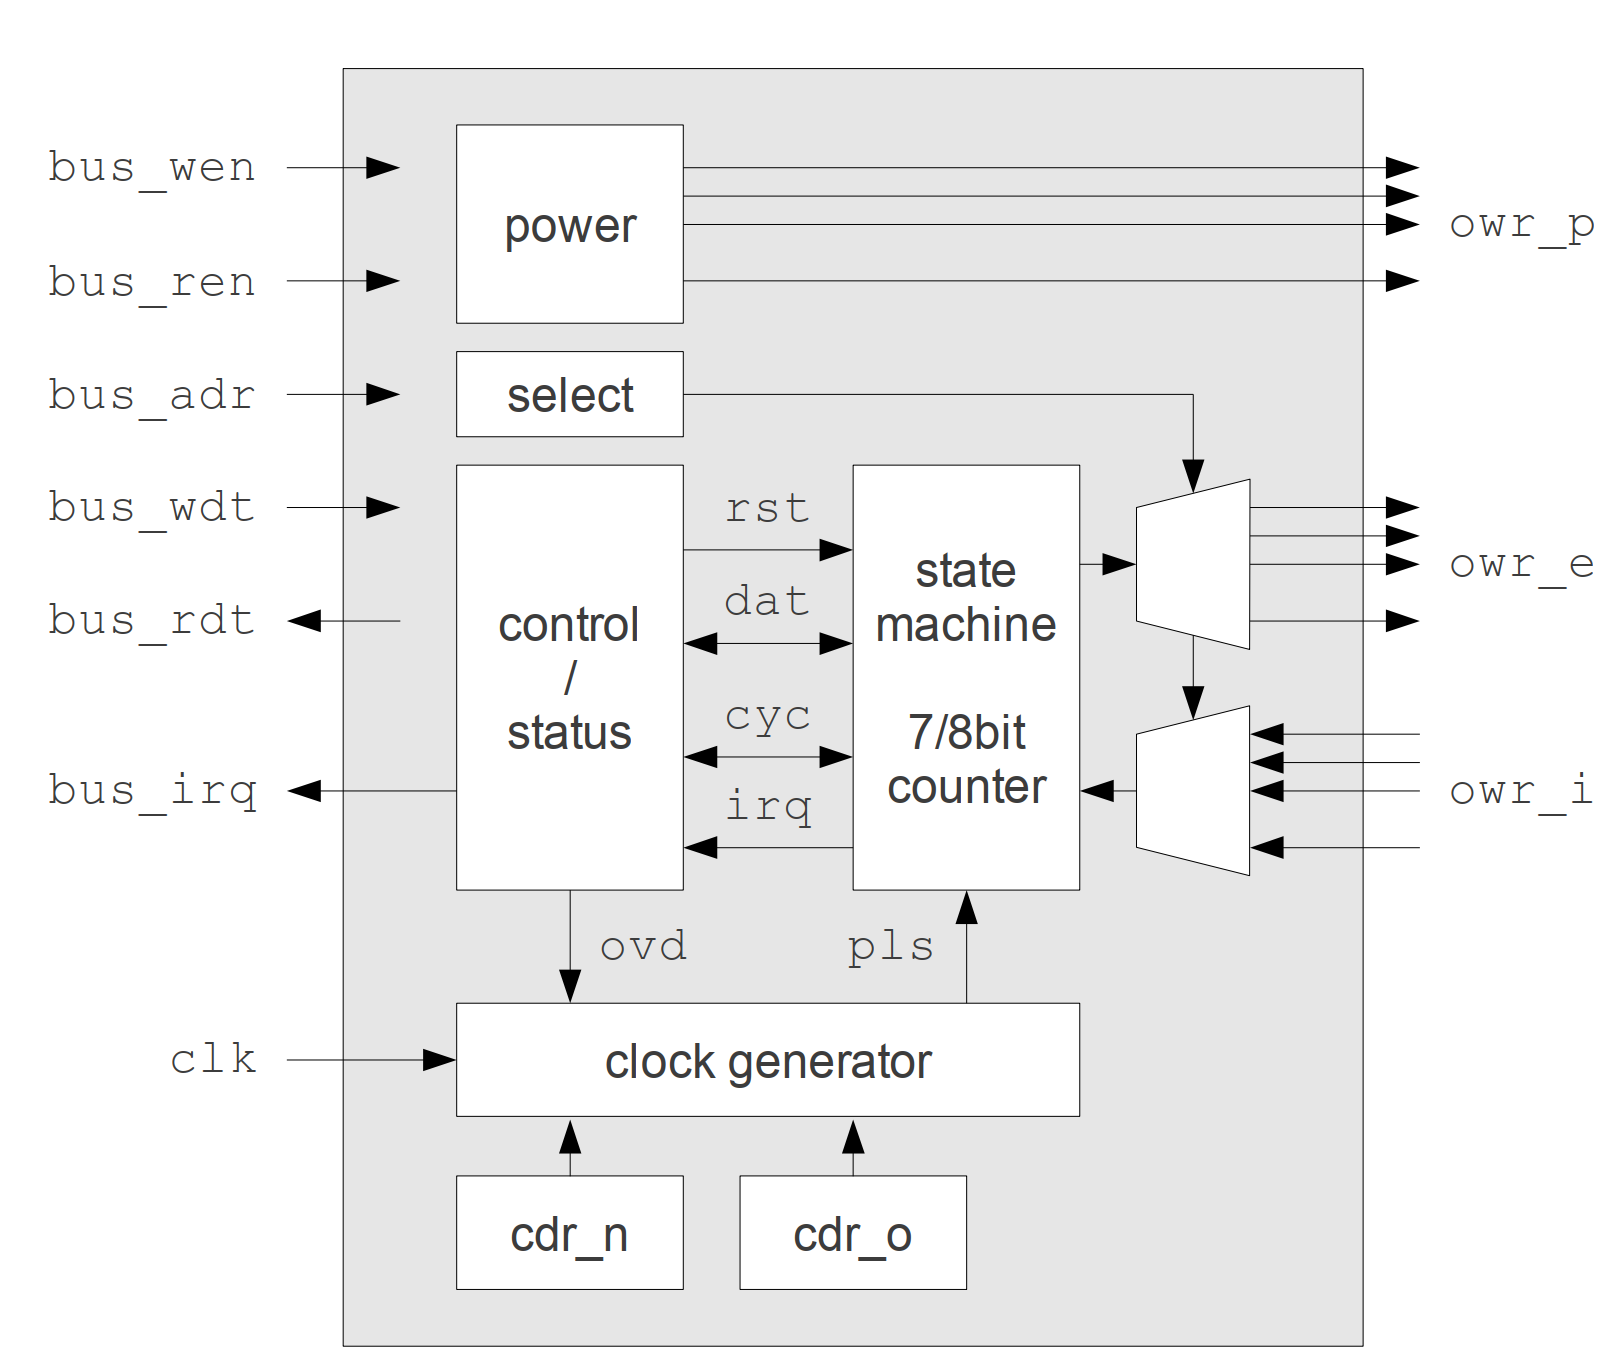 bus_wen
power
owr_p
bus_ren
bus_adr
select
bus_wdt
rst
state
machine
owr_e
dat
control
/
status
bus_rdt
cyc
7/8bit
counter
bus_irq
irq
owr_i
ovd
pls
clk
clock generator
cdr_n
cdr_o